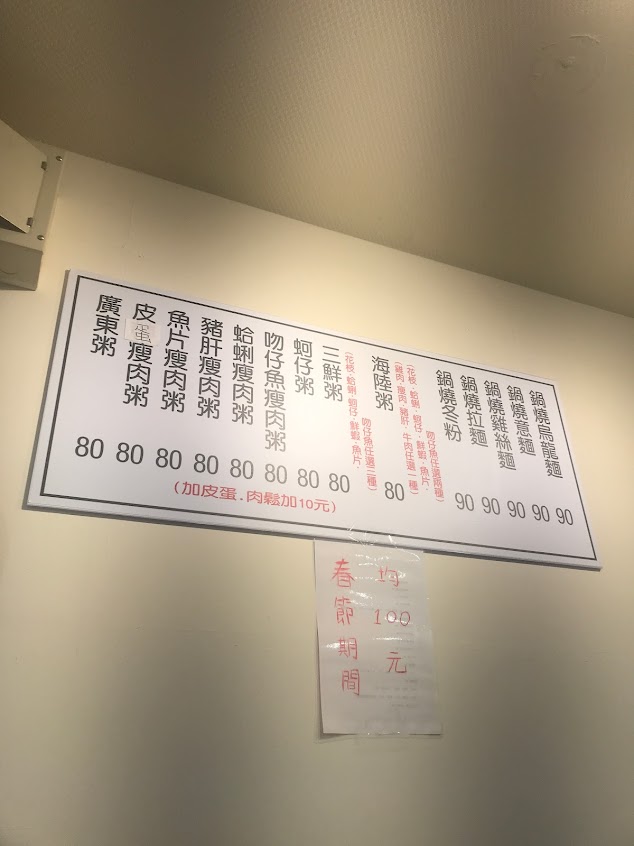 鍋燒烏龍麵 90
鍋燒意麵 90
鍋燒雞絲麵 90
鍋燒拉麵 90
鍋燒冬粉 90
海陸粥 80
(花枝.蛤蜊.蚵仔.鮮蝦.魚片.吻仔魚任選兩種)
(雞肉.瘦肉.豬肝.牛肉任選一種)
三鮮粥 80
(花枝.蛤蜊.蚵仔.鮮蝦.魚片.吻仔魚任選三種)
蚵仔粥 80
吻仔魚瘦肉粥 80
蛤蜊瘦肉粥 80
豬肝瘦肉粥 80
魚片瘦肉粥 80
皮蛋瘦肉粥 80
廣東粥 80
(加皮蛋.肉鬆加10元)
春節期間
均100元